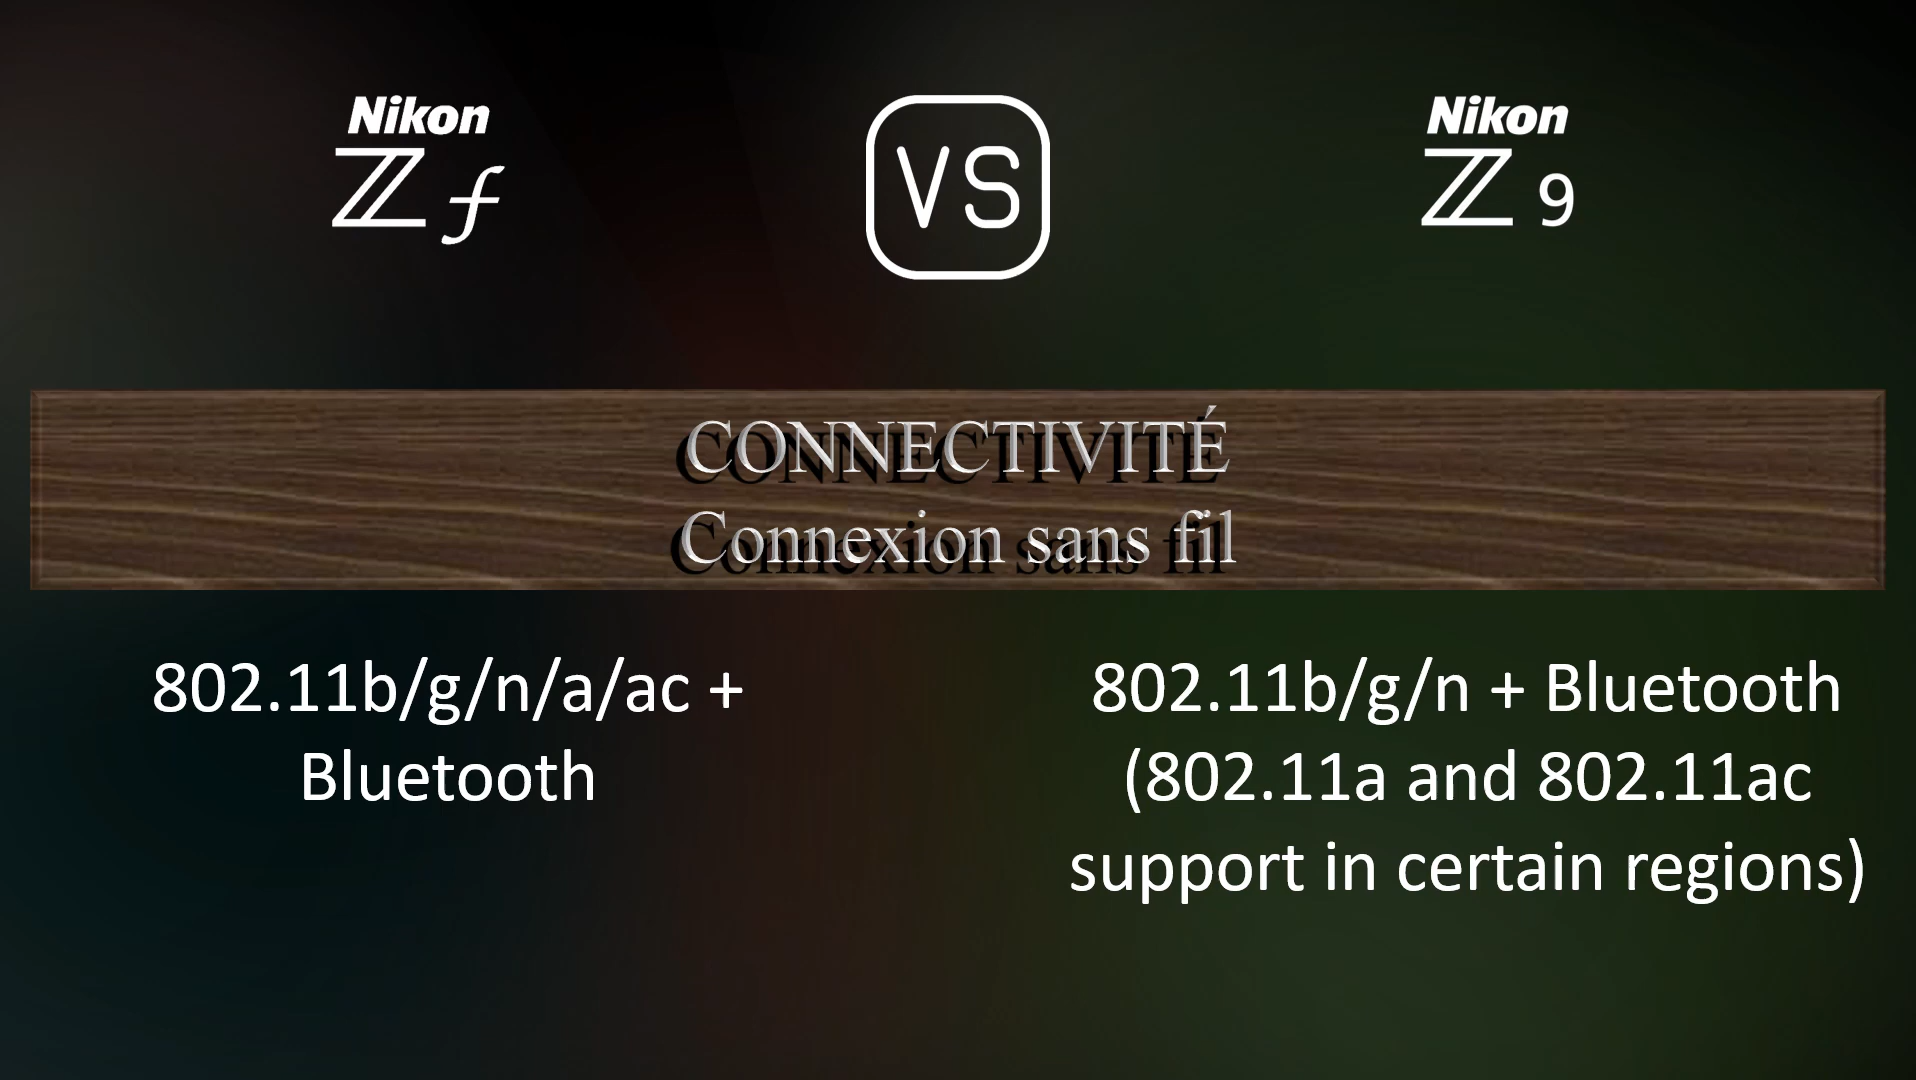 Nikon
Z f
VS
Nikon
Z 9
CONNECTIVITÉ
Connexion sans fil
802.11b/g/n/a/ac +
Bluetooth
802.11b/g/n + Bluetooth
(802.11a and 802.11ac
support in certain regions)